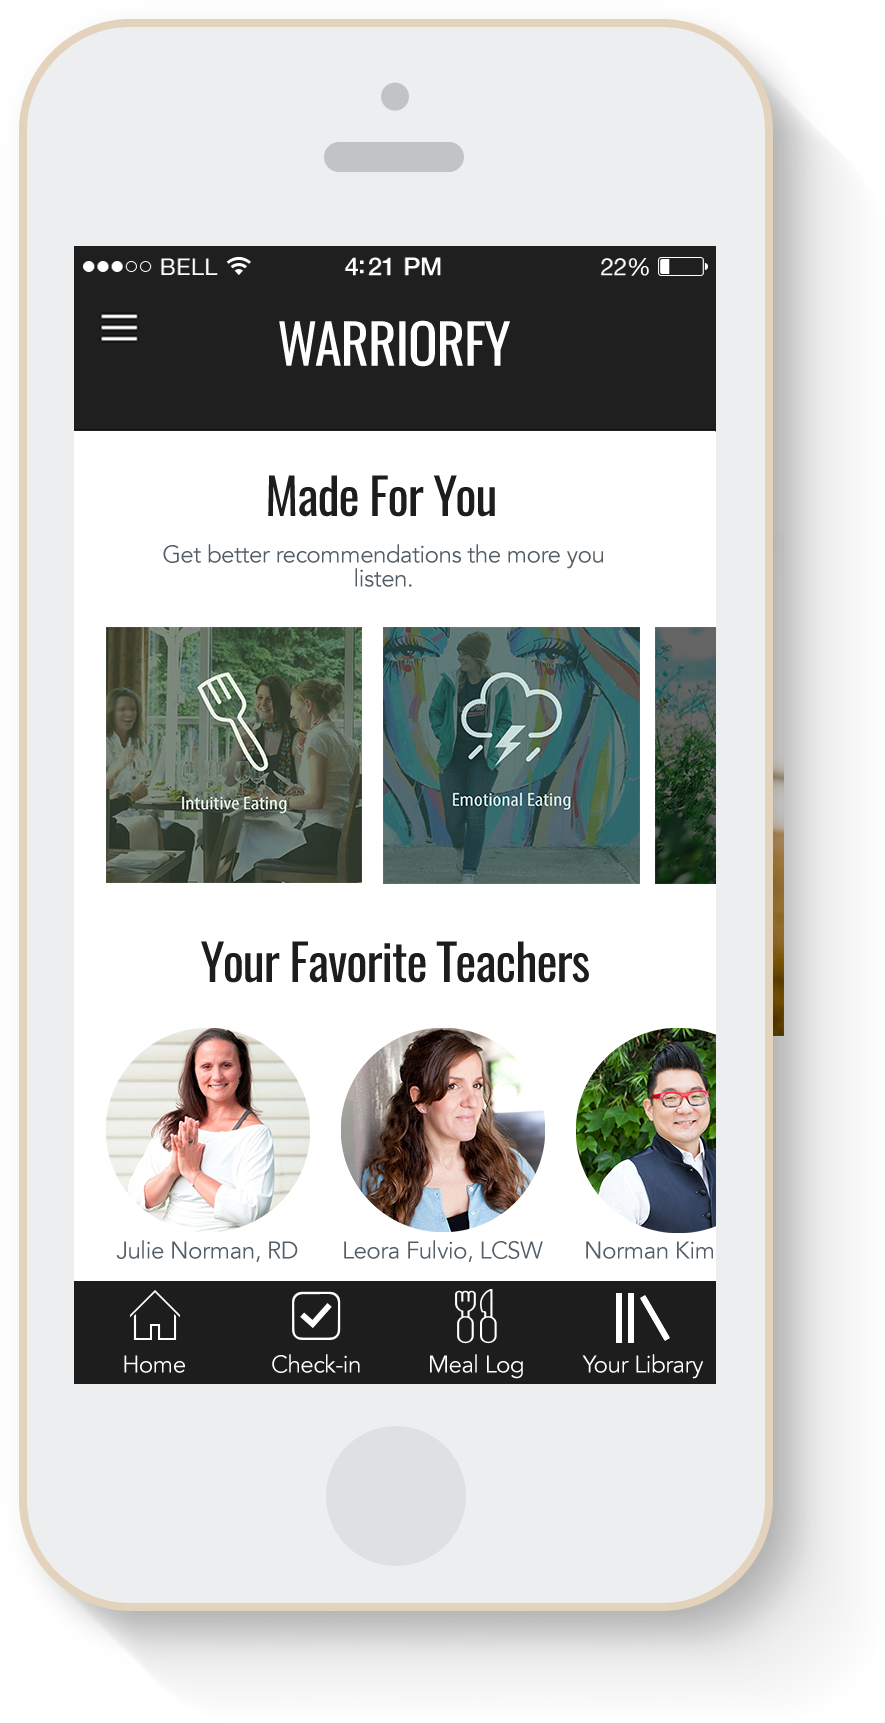 BELL 4:21 PM 22%
WARRIORFY
Made For You
Get better recommendations the more you
listen.
Intuitive Eating
Emotional Eating
Your Favorite Teachers
Julie Norman, RD
Leora Fulvio, LCSW
Norman Kim
Home
Check-in
Meal Log
Your Library